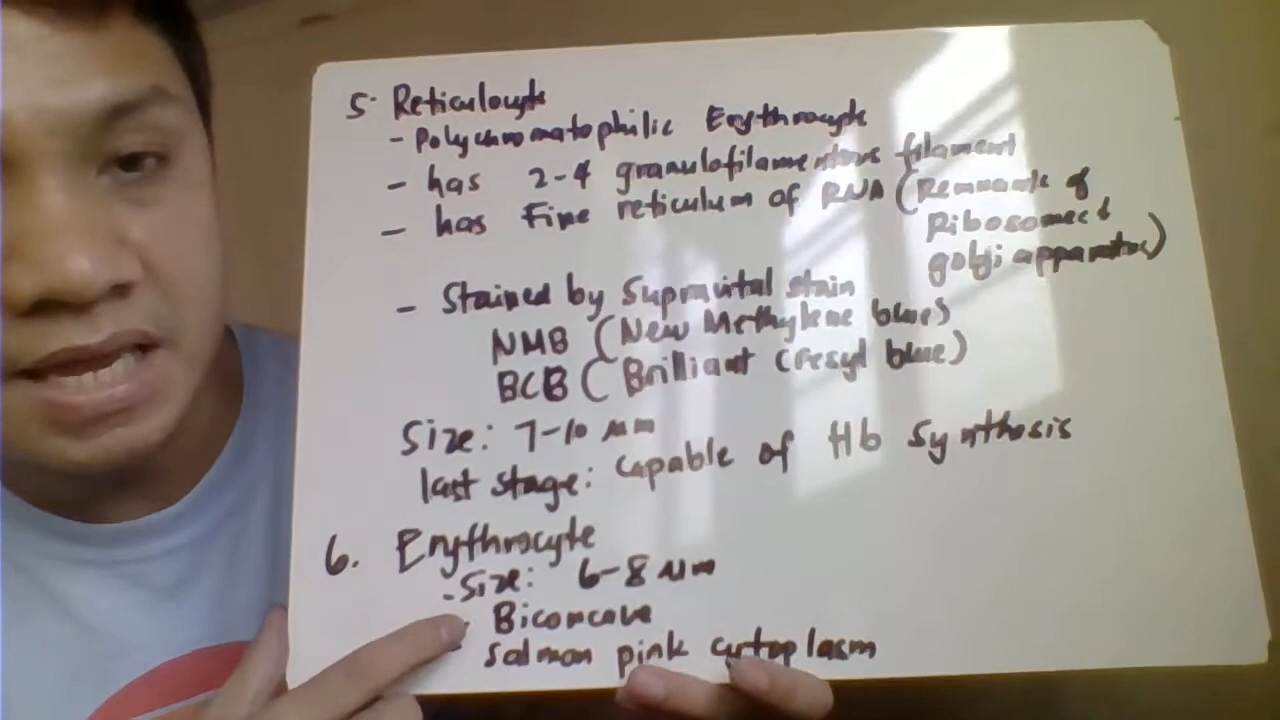 5. Reticulocyte
- Polychromatophilic Erythrocyte
- has 2-4 granulofilamentous filament
- has Fine reticulum of RNA (Remnants of
Ribosomes &
golgi apparatus)
- Stained by Supravital stain
NMB (New Methylene blue)
BCB (Brilliant Cresyl blue)
Size: 7-10 µm
last stage: capable of Hb Synthesis
6. Erythrocyte
- Size: 6-8 µm
- Biconcave
- Salmon pink cytoplasm